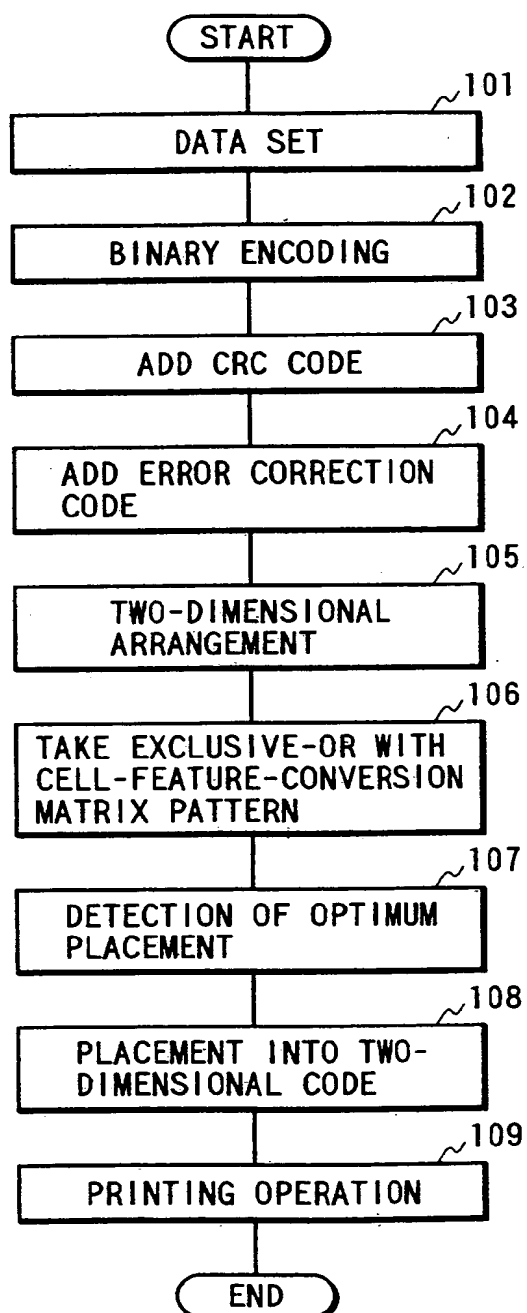 START
101
DATA SET
102
BINARY ENCODING
103
ADD CRC CODE
104
ADD ERROR CORRECTION
CODE
105
TWO-DIMENSIONAL
ARRANGEMENT
106
TAKE EXCLUSIVE-OR WITH
CELL-FEATURE-CONVERSION
MATRIX PATTERN
107
DETECTION OF OPTIMUM
PLACEMENT
108
PLACEMENT INTO TWO-
DIMENSIONAL CODE
109
PRINTING OPERATION
END